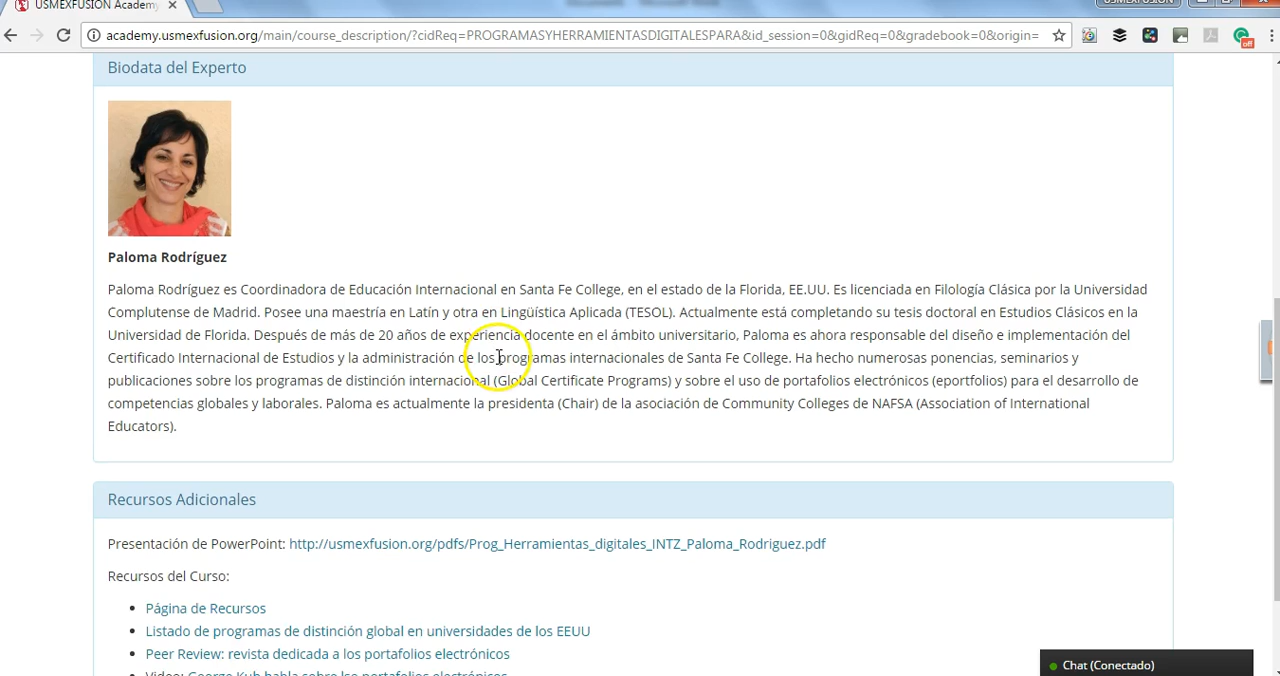 USMEXFUSION Academy
USMEXFUSION
academy.usmexfusion.org/main/course_description/?cidReq=PROGRAMASYHERRAMIENTASDIGITALESPARA&id_session=0&gidReq=0&gradebook=0&origin=
off
Biodata del Experto
Paloma Rodríguez
Paloma Rodríguez es Coordinadora de Educación Internacional en Santa Fe College, en el estado de la Florida, EE.UU. Es licenciada en Filología Clásica por la Universidad
Complutense de Madrid. Posee una maestría en Latín y otra en Lingüística Aplicada (TESOL). Actualmente está completando su tesis doctoral en Estudios Clásicos en la
Universidad de Florida. Después de más de 20 años de experiencia docente en el ámbito universitario, Paloma es ahora responsable del diseño e implementación del
Certificado Internacional de Estudios y la administración de los programas internacionales de Santa Fe College. Ha hecho numerosas ponencias, seminarios y
publicaciones sobre los programas de distinción internacional (Global Certificate Programs) y sobre el uso de portafolios electrónicos (eportfolios) para el desarrollo de
competencias globales y laborales. Paloma es actualmente la presidenta (Chair) de la asociación de Community Colleges de NAFSA (Association of International
Educators).
Recursos Adicionales
Presentación de PowerPoint: http://usmexfusion.org/pdfs/Prog_Herramientas_digitales_INTZ_Paloma_Rodriguez.pdf
Recursos del Curso:
Página de Recursos
Listado de programas de distinción global en universidades de los EEUU
Peer Review: revista dedicada a los portafolios electrónicos
Video: George Kuh habla sobre lso portafolios electrónicos
Chat (Conectado)